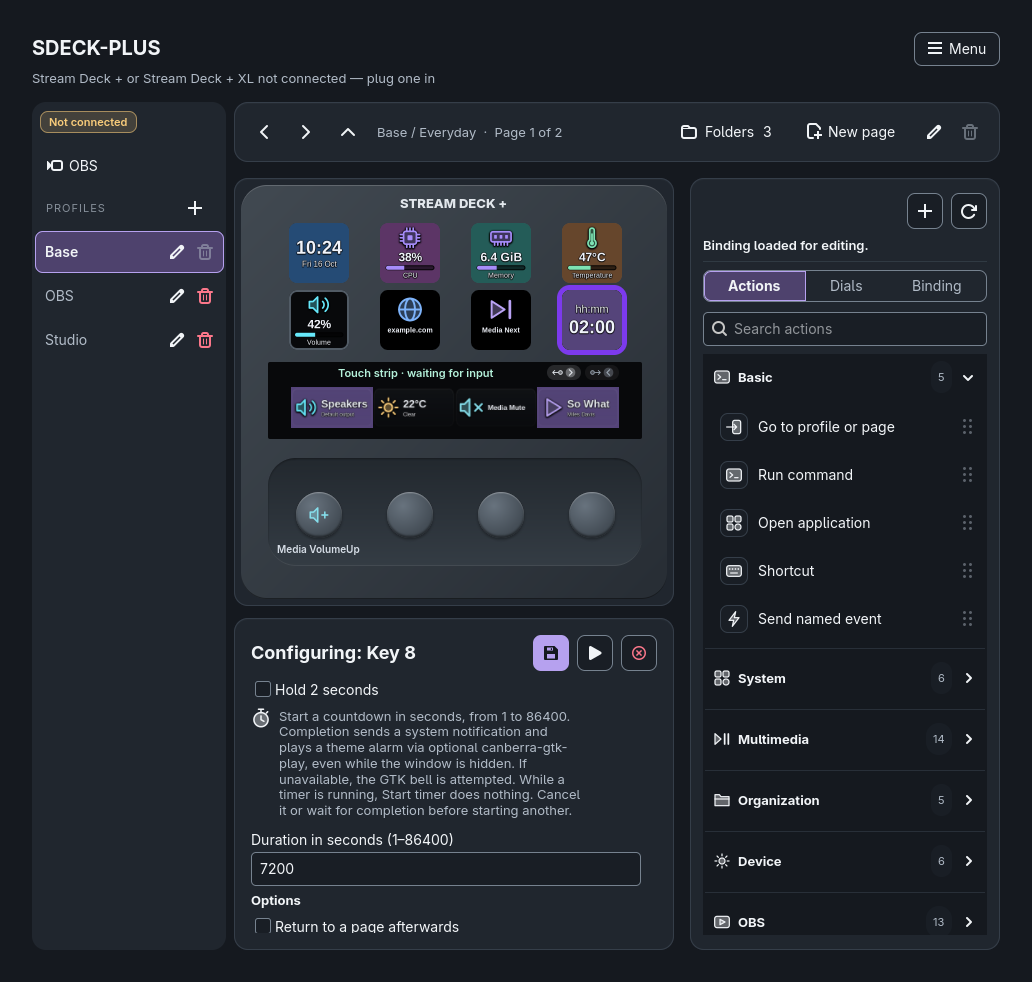 SDECK-PLUS
Menu
Stream Deck + or Stream Deck + XL not connected — plug one in
Not connected
OBS
PROFILES
Base
OBS
Studio
Base / Everyday · Page 1 of 2
Folders 3
New page
STREAM DECK +
10:24
Fri 16 Oct
38%
CPU
6.4 GiB
Memory
47°C
Temperature
42%
Volume
example.com
Media Next
hh:mm
02:00
Touch strip · waiting for input
Speakers
22°C
Clear
Media Mute
So What
Miles Davis
Media VolumeUp
Configuring: Key 8
Hold 2 seconds
Start a countdown in seconds, from 1 to 86400.
Completion sends a system notification and
plays a theme alarm via optional canberra-gtk-
play, even while the window is hidden. If
unavailable, the GTK bell is attempted. While a
timer is running, Start timer does nothing. Cancel
it or wait for completion before starting another.
Duration in seconds (1–86400)
7200
Options
Return to a page afterwards
Binding loaded for editing.
Actions
Dials
Binding
Search actions
Basic 5
Go to profile or page
Run command
Open application
Shortcut
Send named event
System 6
Multimedia 14
Organization 5
Device 6
OBS 13